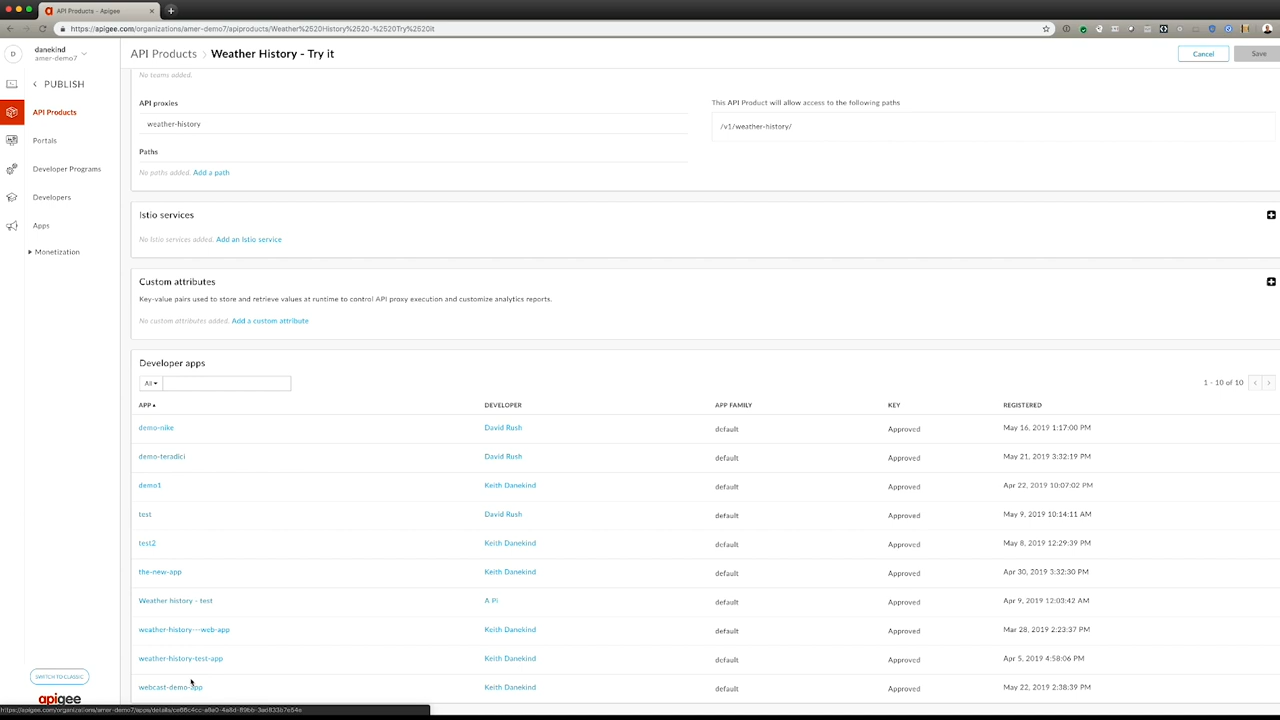 API Products - Apigee
https://apigee.com/organizations/amer-demo7/apiproducts/Weather%2520History%2520-%2520Try%2520it
D
danekind
amer-demo7
API Products > Weather History - Try it
Cancel
Save
PUBLISH
API Products
Portals
Developer Programs
Developers
Apps
Monetization
SWITCH TO CLASSIC
apigee
No teams added.
API proxies
weather-history
This API Product will allow access to the following paths
/v1/weather-history/
Paths
No paths added. Add a path
Istio services
No Istio services added. Add an Istio service
Custom attributes
Key-value pairs used to store and retrieve values at runtime to control API proxy execution and customize analytics reports.
No custom attributes added. Add a custom attribute
Developer apps
All
1 - 10 of 10
APP DEVELOPER APP FAMILY KEY REGISTERED
demo-nike David Rush default Approved May 16, 2019 1:17:00 PM
demo-teradici David Rush default Approved May 21, 2019 3:32:19 PM
demo1 Keith Danekind default Approved Apr 22, 2019 10:07:02 PM
test David Rush default Approved May 9, 2019 10:14:11 AM
test2 Keith Danekind default Approved May 8, 2019 12:29:39 PM
the-new-app Keith Danekind default Approved Apr 30, 2019 3:32:30 PM
Weather history - test A Pi default Approved Apr 9, 2019 12:03:42 AM
weather-history---web-app Keith Danekind default Approved Mar 28, 2019 2:23:37 PM
weather-history-test-app Keith Danekind default Approved Apr 5, 2019 4:58:06 PM
webcast-demo-app Keith Danekind default Approved May 22, 2019 2:38:39 PM